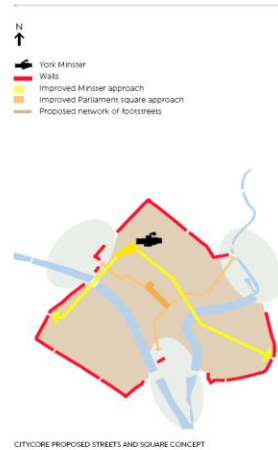 N
York Minster
Walls
Improved Minster approach
Improved Parliament square approach
Proposed network of footstreets
CITYCORE PROPOSED STREETS AND SQUARE CONCEPT